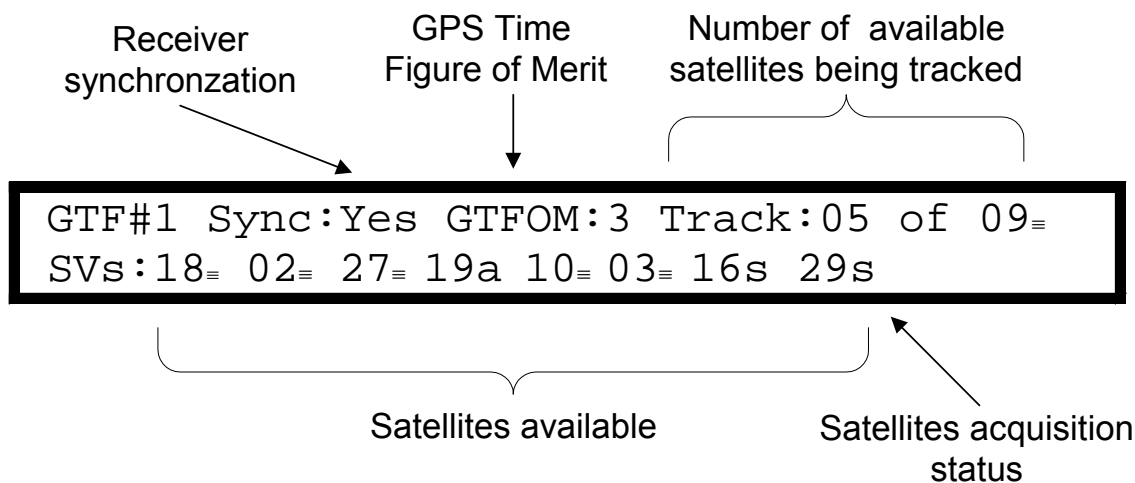 Receiver
synchronzation
GPS Time
Figure of Merit
Number of available
satellites being tracked
GTF#1 Sync:Yes GTFOM:3 Track:05 of 09≡
SVs:18≡ 02≡ 27≡ 19a 10≡ 03≡ 16s 29s
Satellites available
Satellites acquisition
status